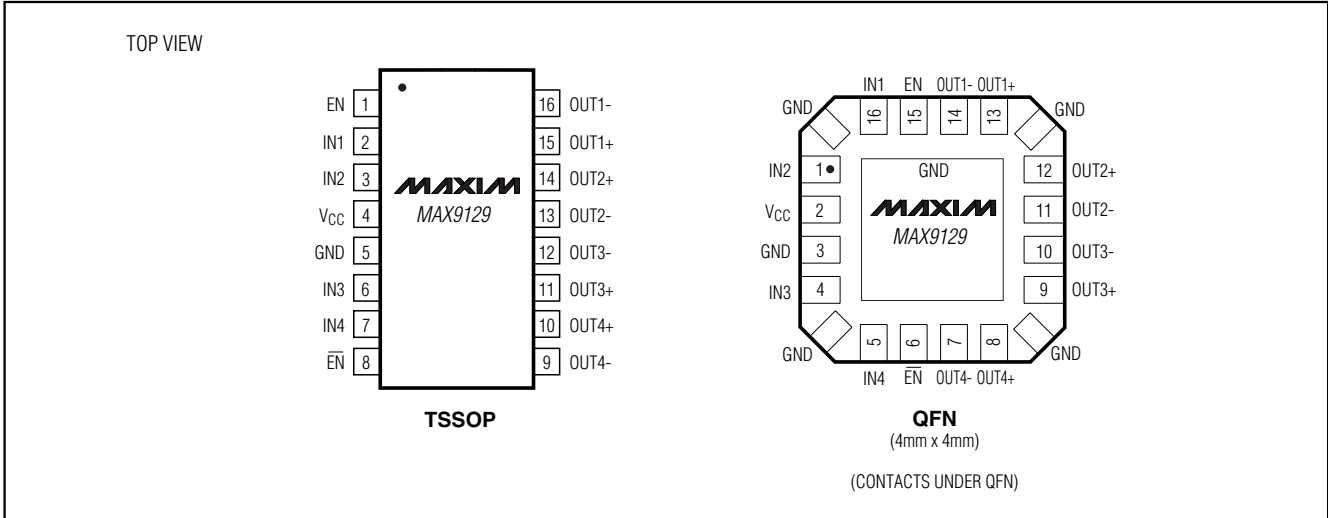 TOP VIEW
EN 1
IN1 2
IN2 3
VCC 4
GND 5
IN3 6
IN4 7
E̅N̅ 8
MAXIM
MAX9129
16 OUT1-
15 OUT1+
14 OUT2+
13 OUT2-
12 OUT3-
11 OUT3+
10 OUT4+
9 OUT4-
TSSOP
IN1 EN OUT1- OUT1+
GND GND
16 15 14 13
IN2 1
VCC 2
GND 3
IN3 4
GND
MAXIM
MAX9129
12 OUT2+
11 OUT2-
10 OUT3-
9 OUT3+
5 6 7 8
GND GND
IN4 E̅N̅ OUT4- OUT4+
QFN
(4mm x 4mm)
(CONTACTS UNDER QFN)